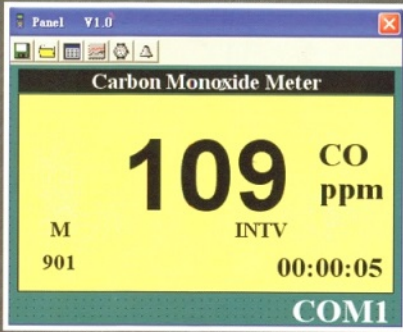 Panel V1.0
Carbon Monoxide Meter
109
CO
ppm
M
INTV
901
00:00:05
COM1